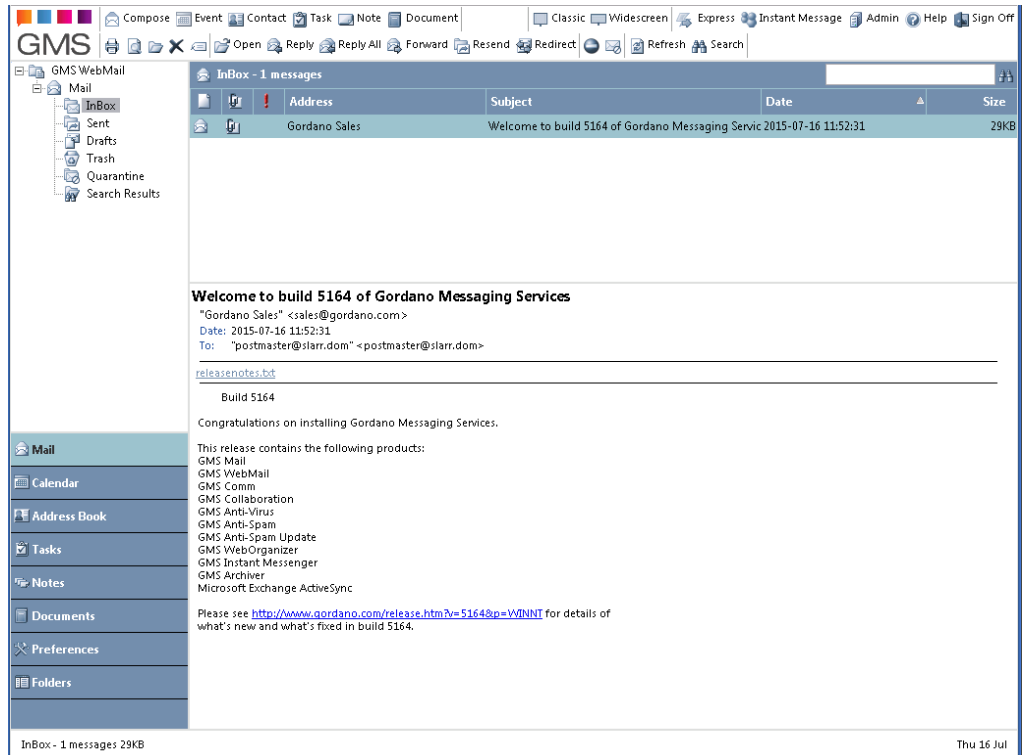 Compose Event Contact Task Note Document Classic Widescreen Express Instant Message Admin Help Sign Off
GMS Open Reply Reply All Forward Resend Redirect Refresh Search
GMS WebMail
Mail
InBox
Sent
Drafts
Trash
Quarantine
Search Results
InBox - 1 messages
Address Subject Date Size
Gordano Sales Welcome to build 5164 of Gordano Messaging Servic 2015-07-16 11:52:31 29KB
Welcome to build 5164 of Gordano Messaging Services
"Gordano Sales" <sales@gordano.com>
Date: 2015-07-16 11:52:31
To: "postmaster@slarr.dom" <postmaster@slarr.dom>
releasenotes.txt
Build 5164
Congratulations on installing Gordano Messaging Services.
This release contains the following products:
GMS Mail
GMS WebMail
GMS Comm
GMS Collaboration
GMS Anti-Virus
GMS Anti-Spam
GMS Anti-Spam Update
GMS WebOrganizer
GMS Instant Messenger
GMS Archiver
Microsoft Exchange ActiveSync
Please see http://www.gordano.com/release.htm?v=5164&p=WINNT for details of
what's new and what's fixed in build 5164.
Mail
Calendar
Address Book
Tasks
Notes
Documents
Preferences
Folders
InBox - 1 messages 29KB Thu 16 Jul